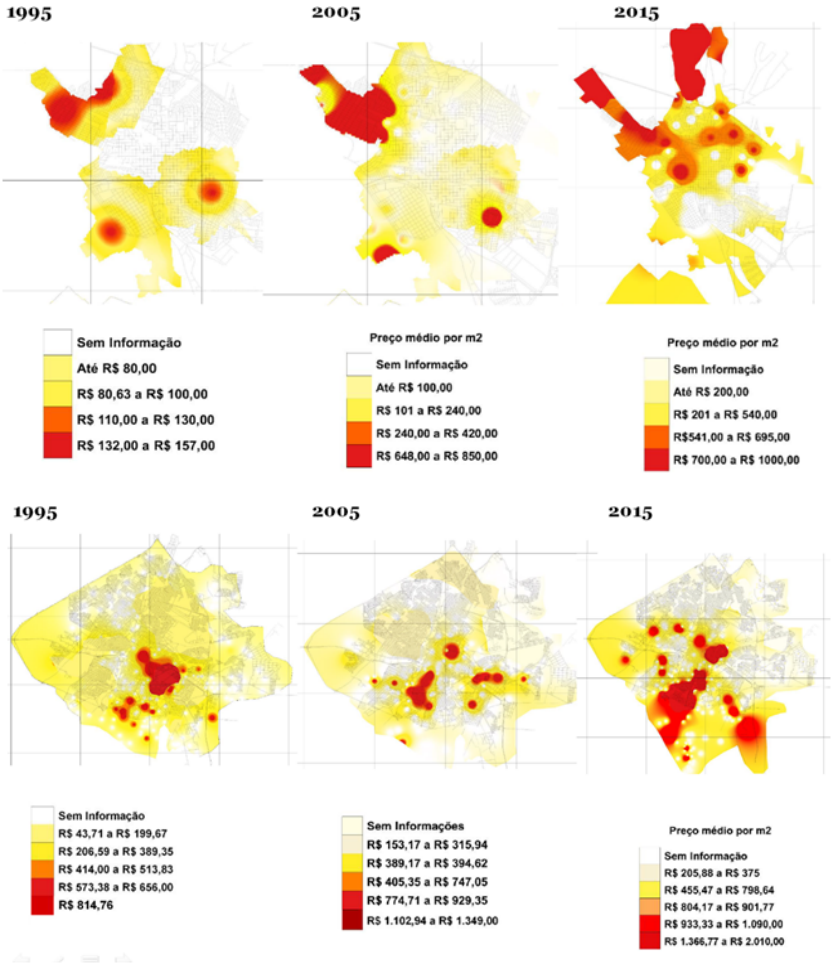 1995
2005
2015
Sem Informação
Até R$ 80,00
R$ 80,63 a R$ 100,00
R$ 110,00 a R$ 130,00
R$ 132,00 a R$ 157,00
Preço médio por m2
Sem Informação
Até R$ 100,00
R$ 101 a R$ 240,00
R$ 240,00 a R$ 420,00
R$ 648,00 a R$ 850,00
Preço médio por m2
Sem Informação
Até R$ 200,00
R$ 201 a R$ 540,00
R$541,00 a R$ 695,00
R$ 700,00 a R$ 1000,00
1995
2005
2015
Sem Informação
R$ 43,71 a R$ 199,67
R$ 206,59 a R$ 389,35
R$ 414,00 a R$ 513,83
R$ 573,38 a R$ 656,00
R$ 814,76
Sem Informações
R$ 153,17 a R$ 315,94
R$ 389,17 a R$ 394,62
R$ 405,35 a R$ 747,05
R$ 774,71 a R$ 929,35
R$ 1.102,94 a R$ 1.349,00
Preço médio por m2
Sem Informação
R$ 205,88 a R$ 375
R$ 455,47 a R$ 798,64
R$ 804,17 a R$ 901,77
R$ 933,33 a R$ 1.090,00
R$ 1.366,77 a R$ 2.010,00